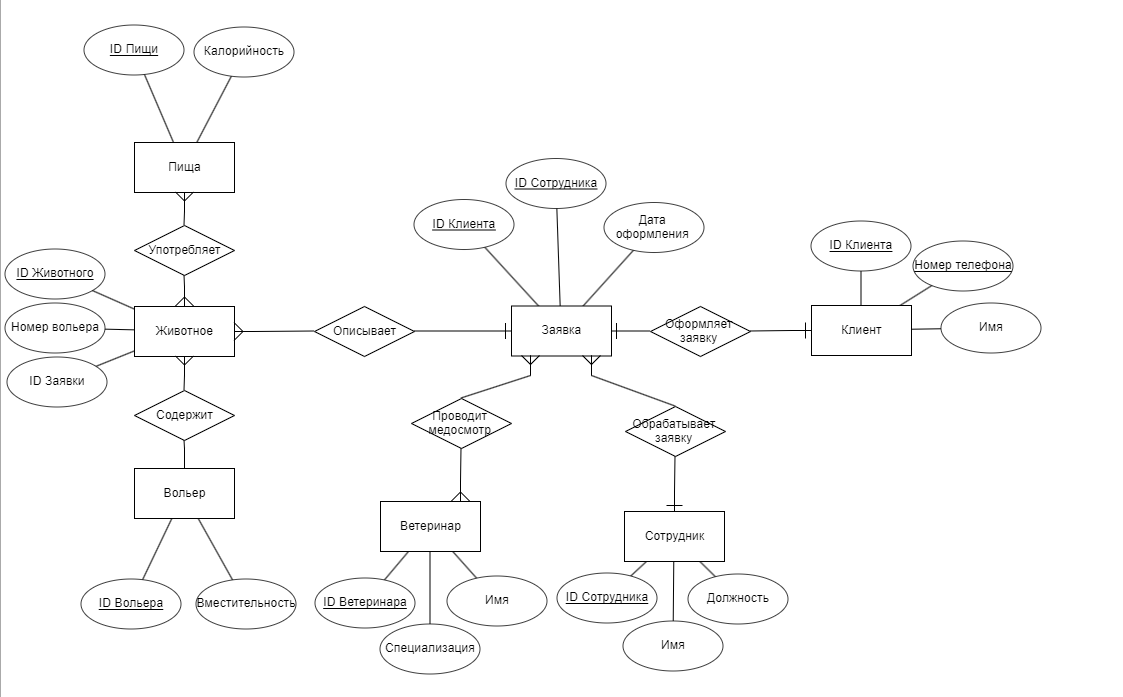 ID Пищи
Калорийность
Пища
Употребляет
ID Животного
Номер вольера
ID Заявки
Животное
Содержит
Вольер
ID Вольера
Вместительность
Описывает
ID Клиента
ID Сотрудника
Дата
оформления
Заявка
Оформляет
заявку
ID Клиента
Номер телефона
Имя
Клиент
Проводит
медосмотр
Обрабатывает
заявку
Ветеринар
ID Ветеринара
Специализация
Имя
Сотрудник
ID Сотрудника
Имя
Должность